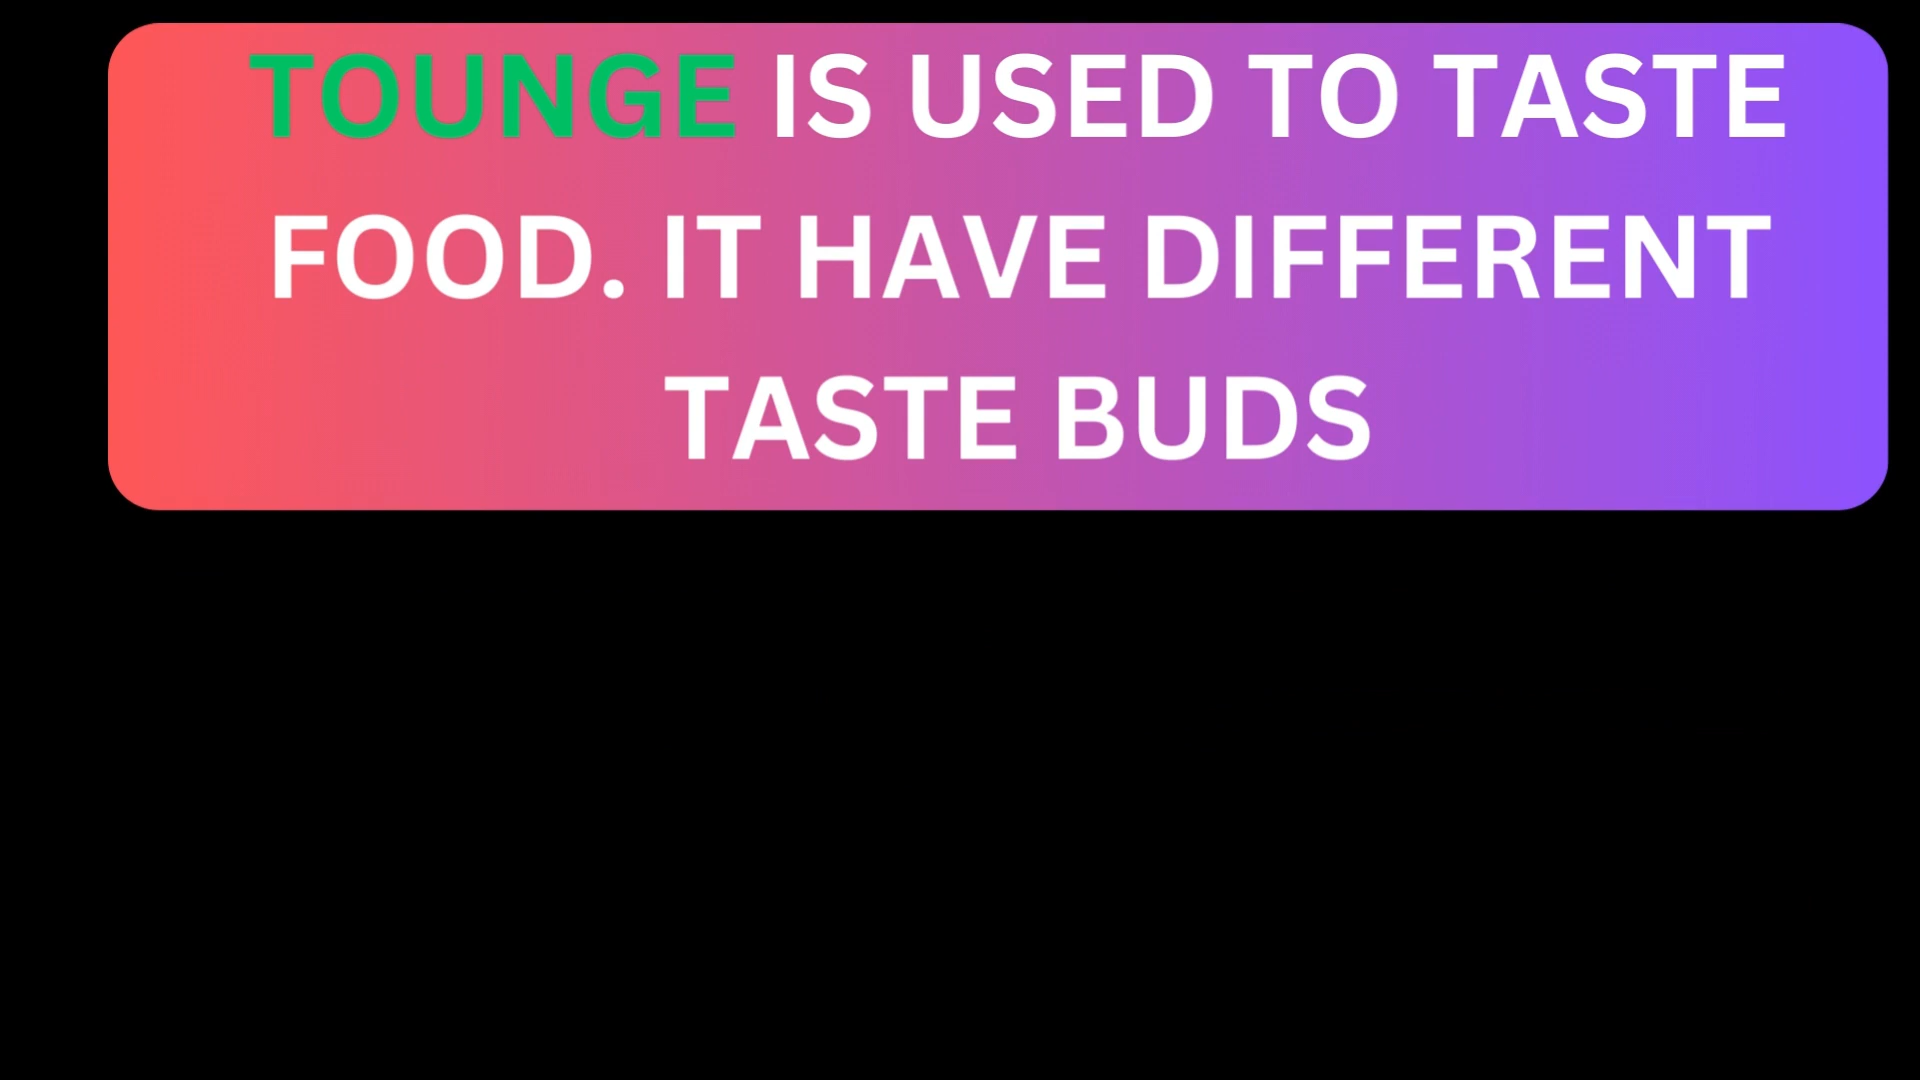 TOUNGE IS USED TO TASTE
FOOD. IT HAVE DIFFERENT
TASTE BUDS